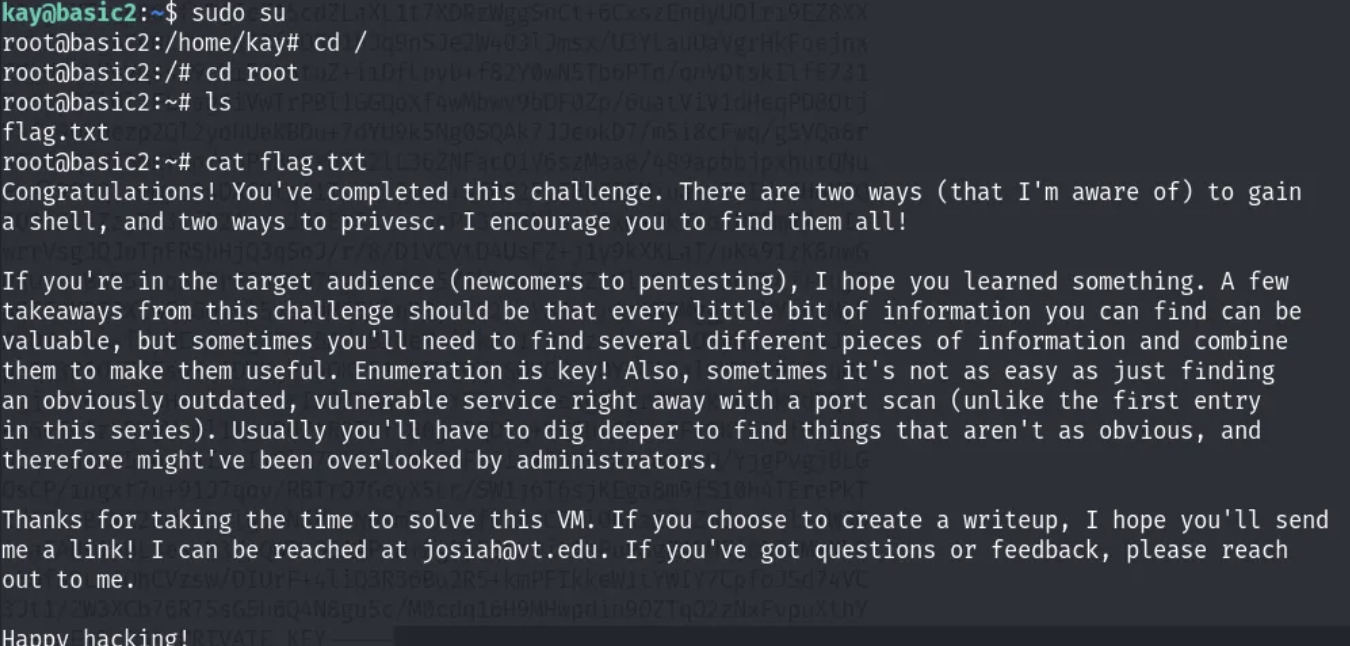 kay@basic2:~$ sudo su
root@basic2:/home/kay# cd /
root@basic2:/# cd root
root@basic2:~# ls
flag.txt
root@basic2:~# cat flag.txt
Congratulations! You've completed this challenge. There are two ways (that I'm aware of) to gain
a shell, and two ways to privesc. I encourage you to find them all!
If you're in the target audience (newcomers to pentesting), I hope you learned something. A few
takeaways from this challenge should be that every little bit of information you can find can be
valuable, but sometimes you'll need to find several different pieces of information and combine
them to make them useful. Enumeration is key! Also, sometimes it's not as easy as just finding
an obviously outdated, vulnerable service right away with a port scan (unlike the first entry
in this series). Usually you'll have to dig deeper to find things that aren't as obvious, and
therefore might've been overlooked by administrators.
Thanks for taking the time to solve this VM. If you choose to create a writeup, I hope you'll send
me a link! I can be reached at josiah@vt.edu. If you've got questions or feedback, please reach
out to me.
Happy hacking!